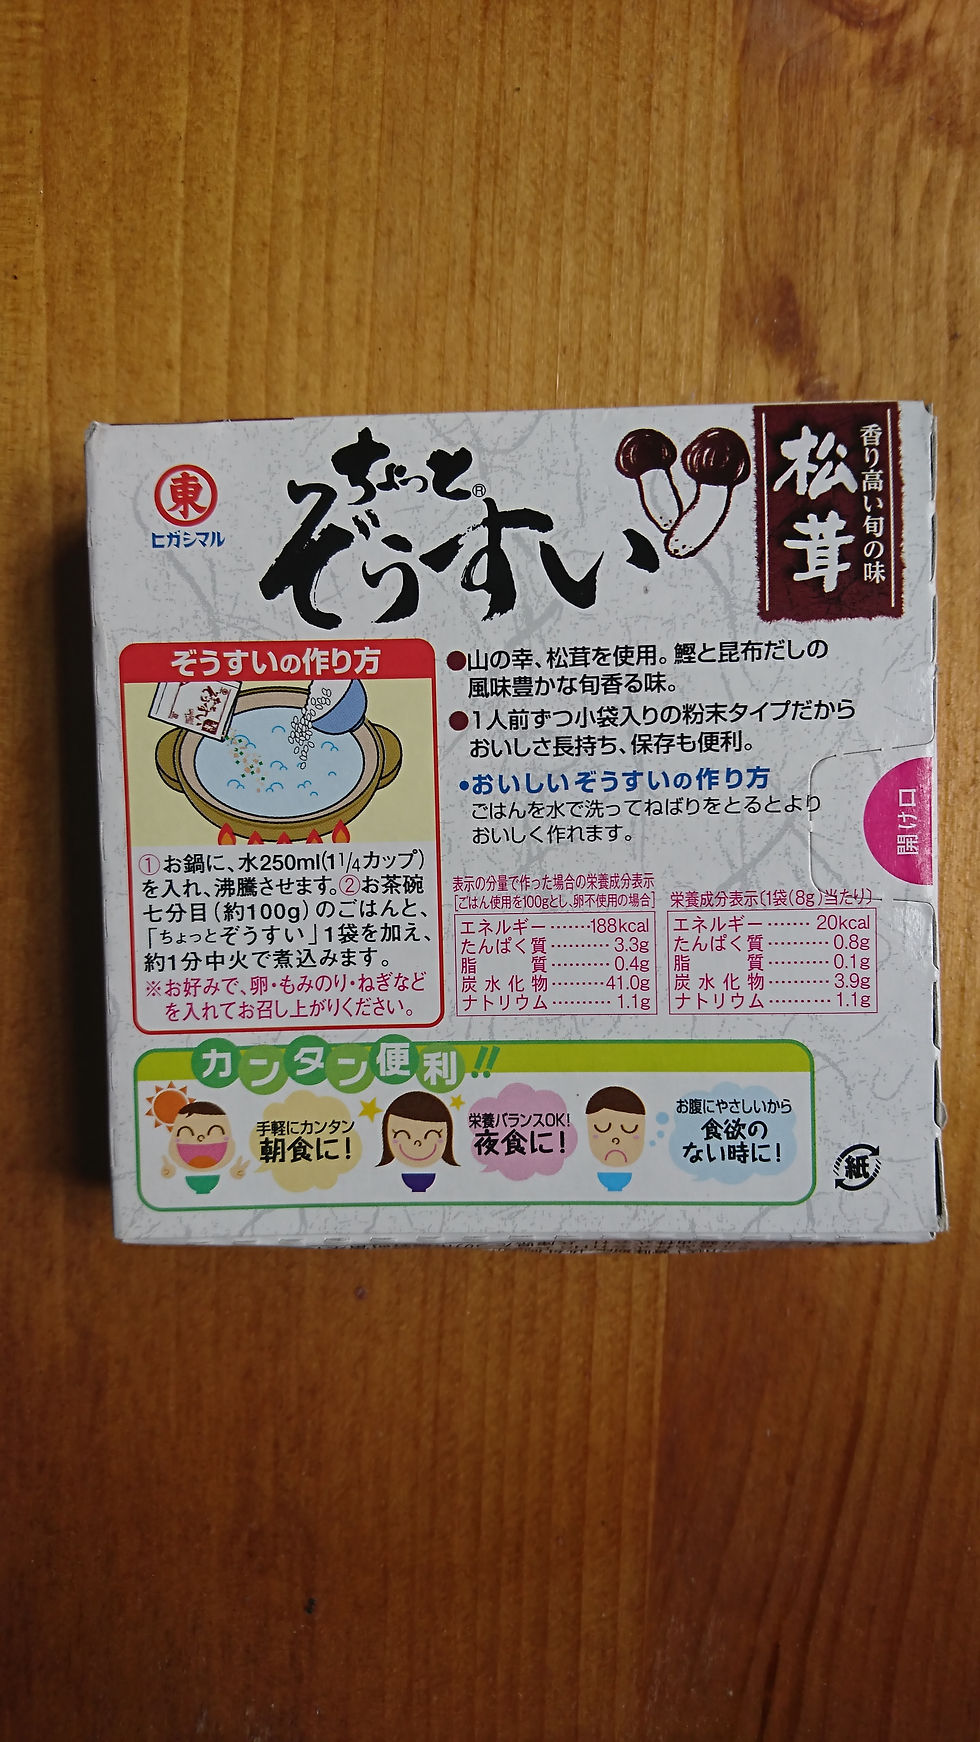 東
ヒガシマル
ちょっと®
ぞうすい
松茸
香り高い旬の味
ぞうすいの作り方
①お鍋に、水250ml(1 1/4カップ)
を入れ、沸騰させます。②お茶碗
七分目(約100g)のごはんと、
「ちょっとぞうすい」1袋を加え、
約1分中火で煮込みます。
※お好みで、卵・もみのり・ねぎなど
を入れてお召し上がりください。
●山の幸、松茸を使用。鰹と昆布だしの
風味豊かな旬香る味。
●1人前ずつ小袋入りの粉末タイプだから
おいしさ長持ち、保存も便利。
•おいしいぞうすいの作り方
ごはんを水で洗ってねばりをとるとより
おいしく作れます。
開け口
表示の分量で作った場合の栄養成分表示
[ごはん使用を100gとし、卵不使用の場合]
エネルギー……188kcal
たんぱく質………3.3g
脂質………0.4g
炭水化物………41.0g
ナトリウム………1.1g
栄養成分表示〔1袋(8g)当たり〕
エネルギー………20kcal
たんぱく質………0.8g
脂質………0.1g
炭水化物………3.9g
ナトリウム………1.1g
カンタン便利!!
手軽にカンタン
朝食に!
栄養バランスOK!
夜食に!
お腹にやさしいから
食欲の
ない時に!
紙